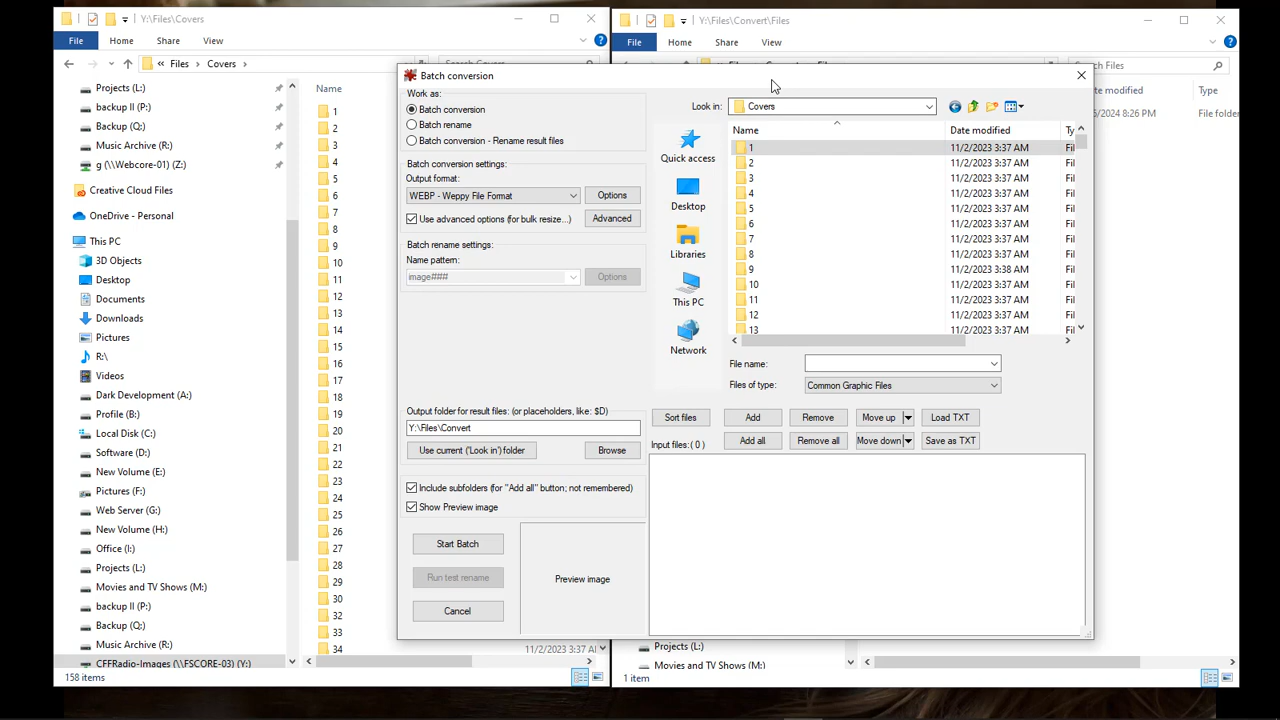 Y:\Files\Covers
File
Home
Share
View
Files
Covers
Projects (L:)
backup II (P:)
Backup (Q:)
Music Archive (R:)
g (\\Webcore-01) (Z:)
Creative Cloud Files
OneDrive - Personal
This PC
3D Objects
Desktop
Documents
Downloads
Pictures
R:\
Videos
Dark Development (A:)
Profile (B:)
Local Disk (C:)
Software (D:)
New Volume (E:)
Pictures (F:)
Web Server (G:)
New Volume (H:)
Office (I:)
Projects (L:)
Movies and TV Shows (M:)
backup II (P:)
Backup (Q:)
Music Archive (R:)
CFFRadio-Images (\\FSCORE-03) (Y:)
Name
1
2
3
4
5
6
7
8
9
10
11
12
13
14
15
16
17
18
19
20
21
22
23
24
25
26
27
28
29
30
32
33
34
11/2/2023 3:37 AM
158 items
Y:\Files\Convert\Files
File
Home
Share
View
Files
modified
2024 8:26 PM
Type
File folder
Projects (L:)
Movies and TV Shows (M:)
1 item
Batch conversion
Work as:
Batch conversion
Batch rename
Batch conversion - Rename result files
Batch conversion settings:
Output format:
WEBP - Weppy File Format
Options
Use advanced options (for bulk resize...)
Advanced
Batch rename settings:
Name pattern:
image###
Options
Output folder for result files: (or placeholders, like: $D)
Y:\Files\Convert
Use current ('Look in') folder
Browse
Include subfolders (for "Add all" button; not remembered)
Show Preview image
Start Batch
Run test rename
Cancel
Preview image
Look in:
Covers
Quick access
Desktop
Libraries
This PC
Network
Name Date modified Ty
1 11/2/2023 3:37 AM Fil
2 11/2/2023 3:37 AM Fil
3 11/2/2023 3:37 AM Fil
4 11/2/2023 3:37 AM Fil
5 11/2/2023 3:37 AM Fil
6 11/2/2023 3:37 AM Fil
7 11/2/2023 3:37 AM Fil
8 11/2/2023 3:37 AM Fil
9 11/2/2023 3:38 AM Fil
10 11/2/2023 3:37 AM Fil
11 11/2/2023 3:37 AM Fil
12 11/2/2023 3:37 AM Fil
13 11/2/2023 3:37 AM Fil
File name:
Files of type:
Common Graphic Files
Sort files
Add
Remove
Move up
Load TXT
Input files: ( 0 )
Add all
Remove all
Move down
Save as TXT